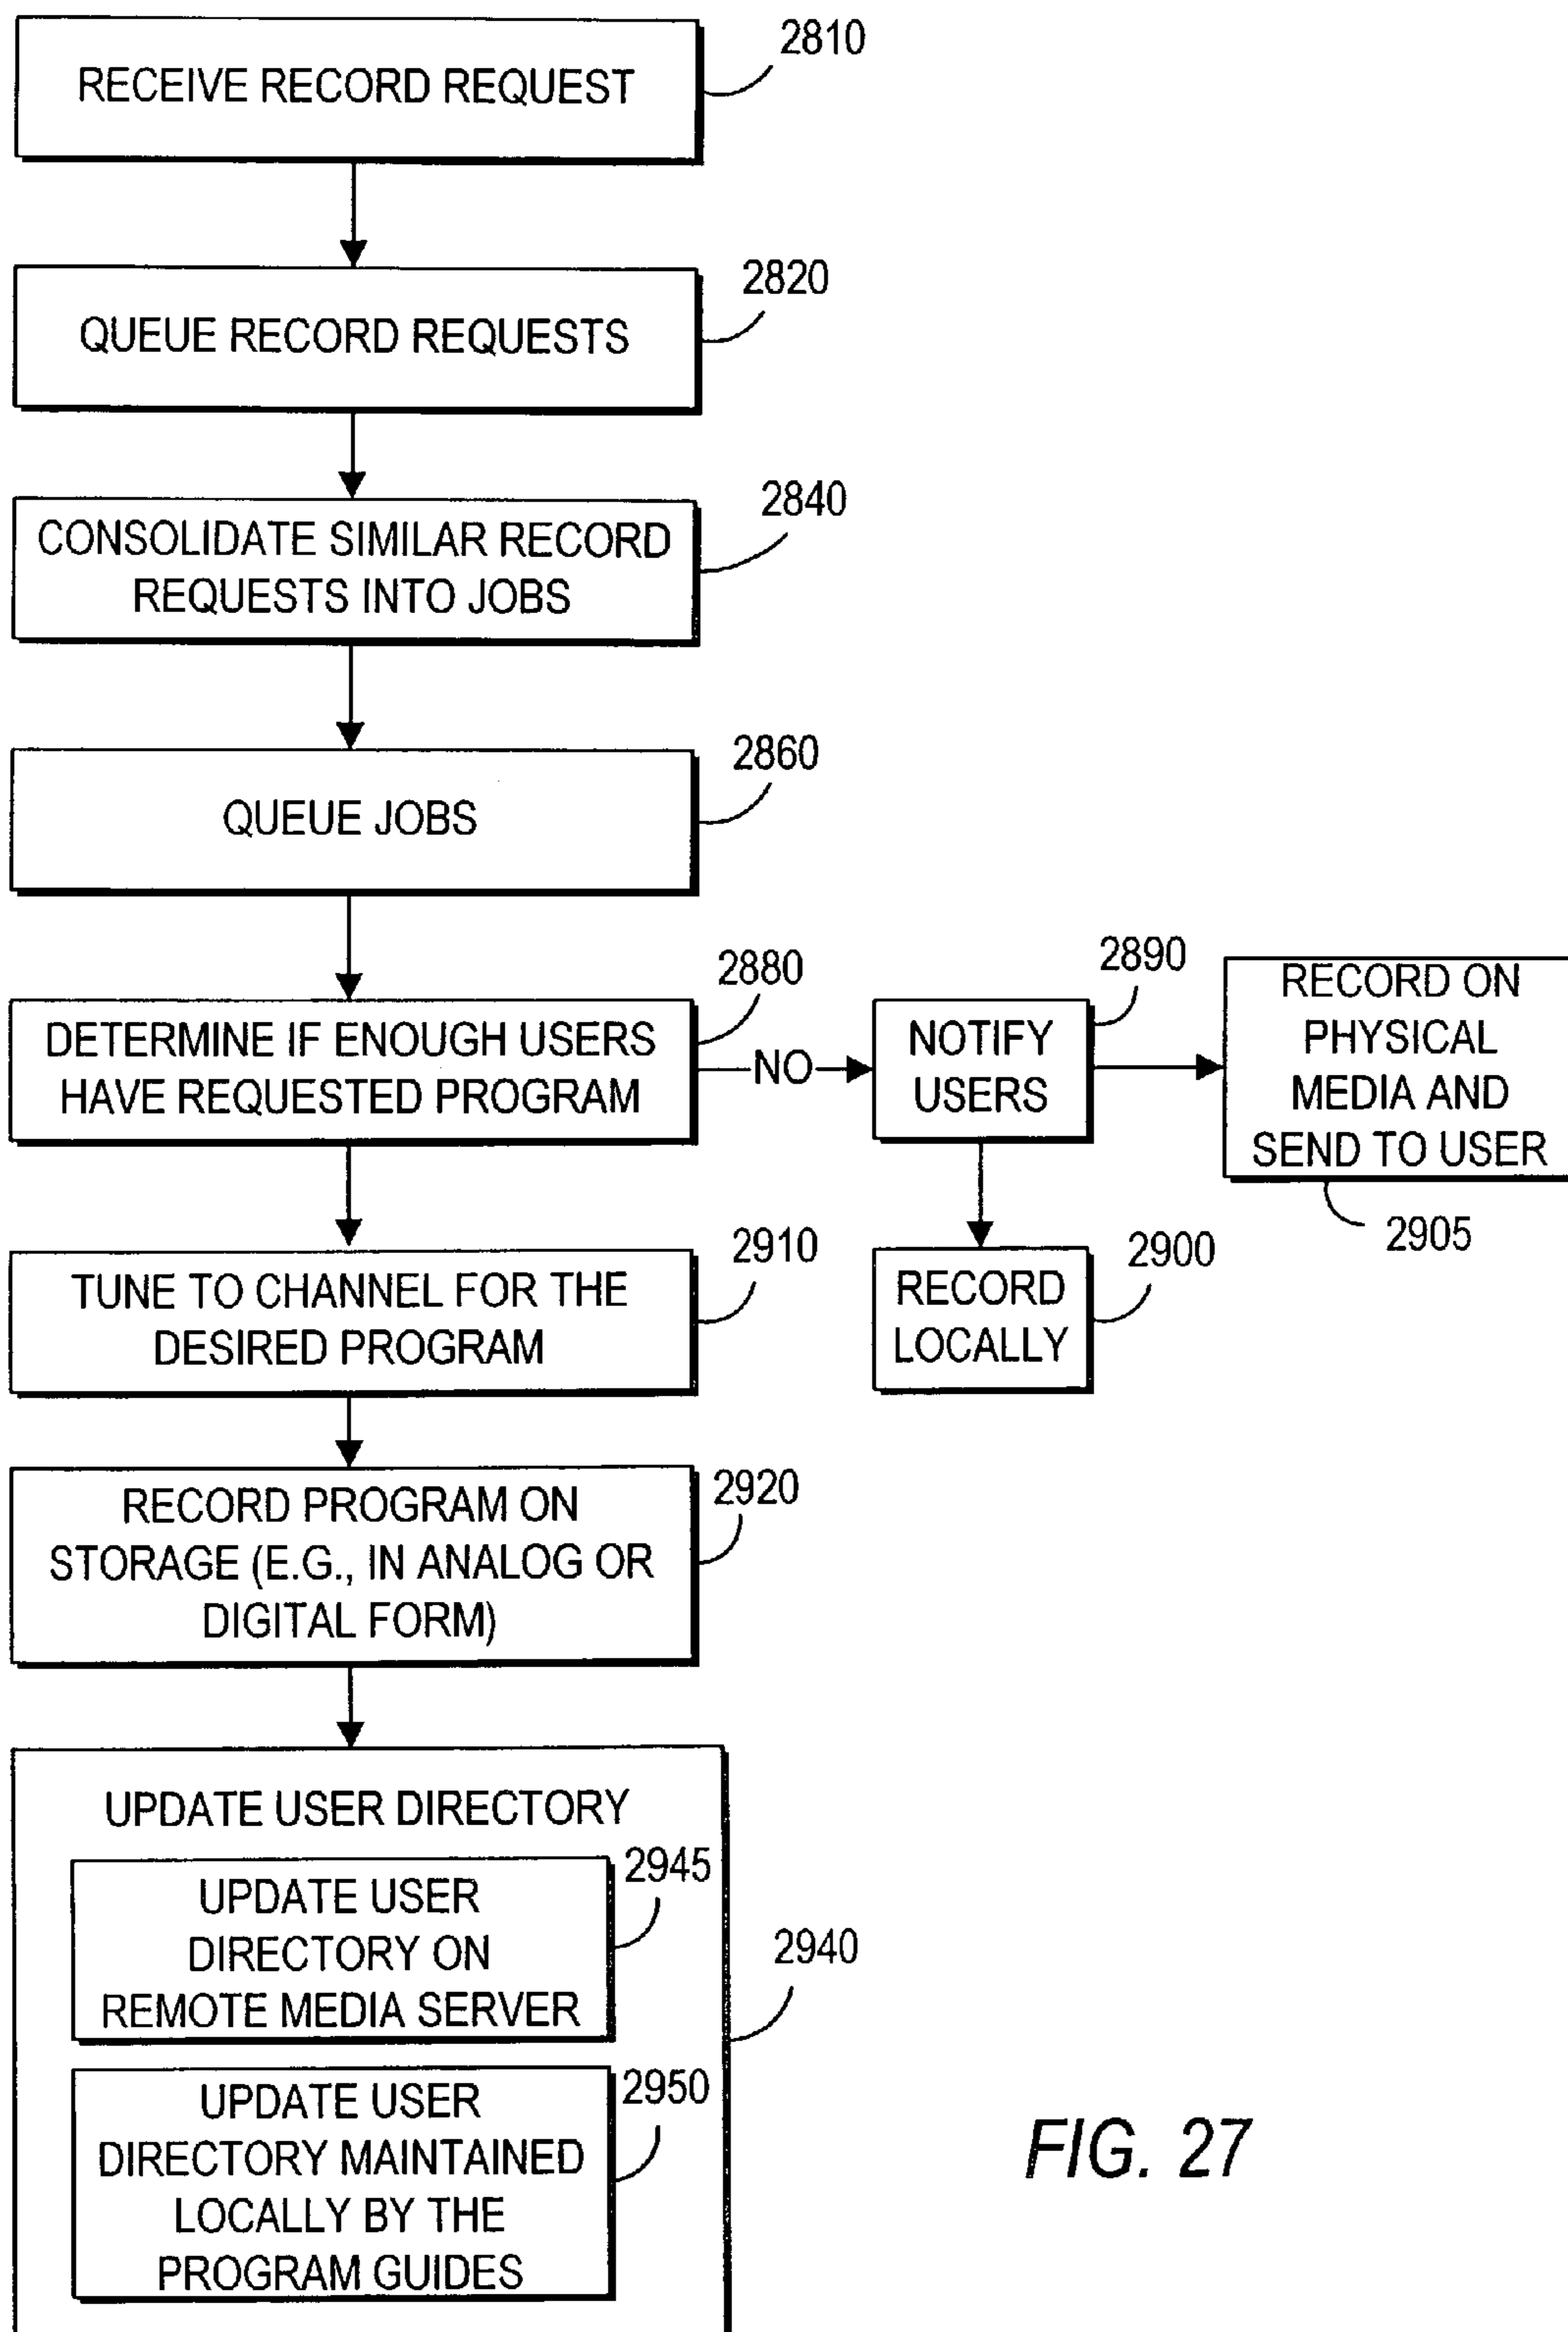 RECEIVE RECORD REQUEST
2810
QUEUE RECORD REQUESTS
2820
CONSOLIDATE SIMILAR RECORD
REQUESTS INTO JOBS
2840
QUEUE JOBS
2860
DETERMINE IF ENOUGH USERS
HAVE REQUESTED PROGRAM
2880
NO
NOTIFY
USERS
2890
RECORD ON
PHYSICAL
MEDIA AND
SEND TO USER
2905
RECORD
LOCALLY
2900
TUNE TO CHANNEL FOR THE
DESIRED PROGRAM
2910
RECORD PROGRAM ON
STORAGE (E.G., IN ANALOG OR
DIGITAL FORM)
2920
UPDATE USER DIRECTORY
2940
UPDATE USER
DIRECTORY ON
REMOTE MEDIA SERVER
2945
UPDATE USER
DIRECTORY MAINTAINED
LOCALLY BY THE
PROGRAM GUIDES
2950
FIG. 27